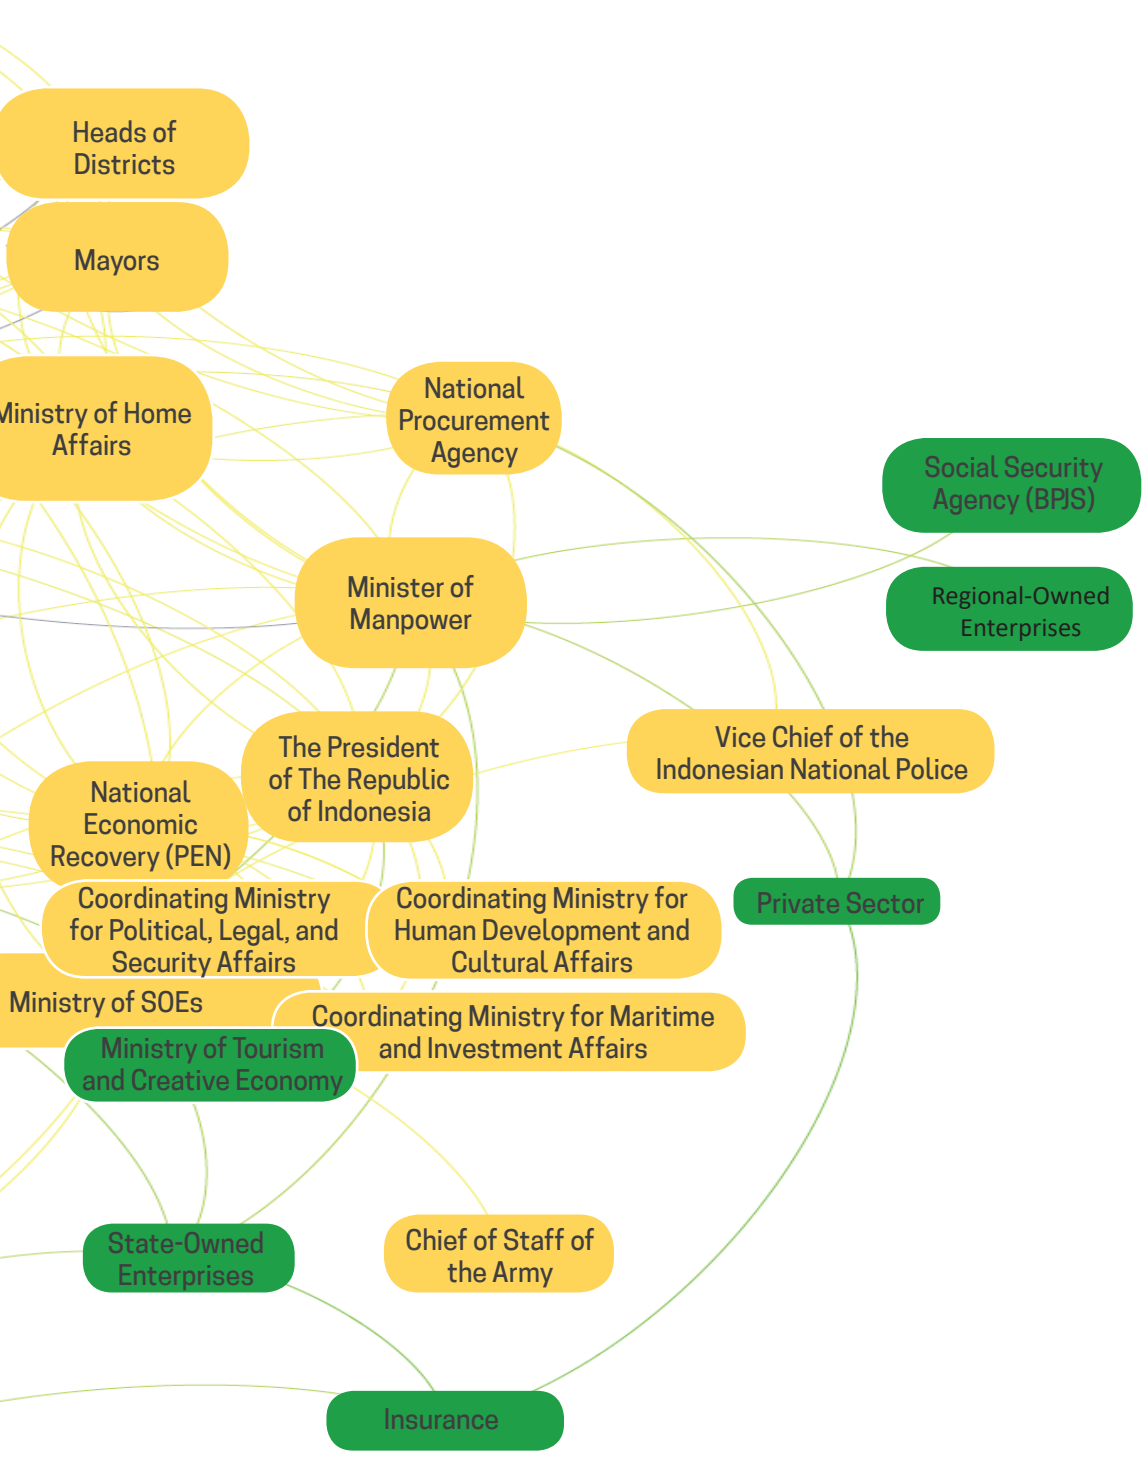 Heads of
Districts
Mayors
Ministry of Home
Affairs
National
Procurement
Agency
Social Security
Agency (BPJS)
Minister of
Manpower
Regional-Owned
Enterprises
The President
of The Republic
of Indonesia
Vice Chief of the
Indonesian National Police
National
Economic
Recovery (PEN)
Coordinating Ministry
for Political, Legal, and
Security Affairs
Coordinating Ministry for
Human Development and
Cultural Affairs
Private Sector
Ministry of SOEs
Coordinating Ministry for Maritime
and Investment Affairs
Ministry of Tourism
and Creative Economy
State-Owned
Enterprises
Chief of Staff of
the Army
Insurance